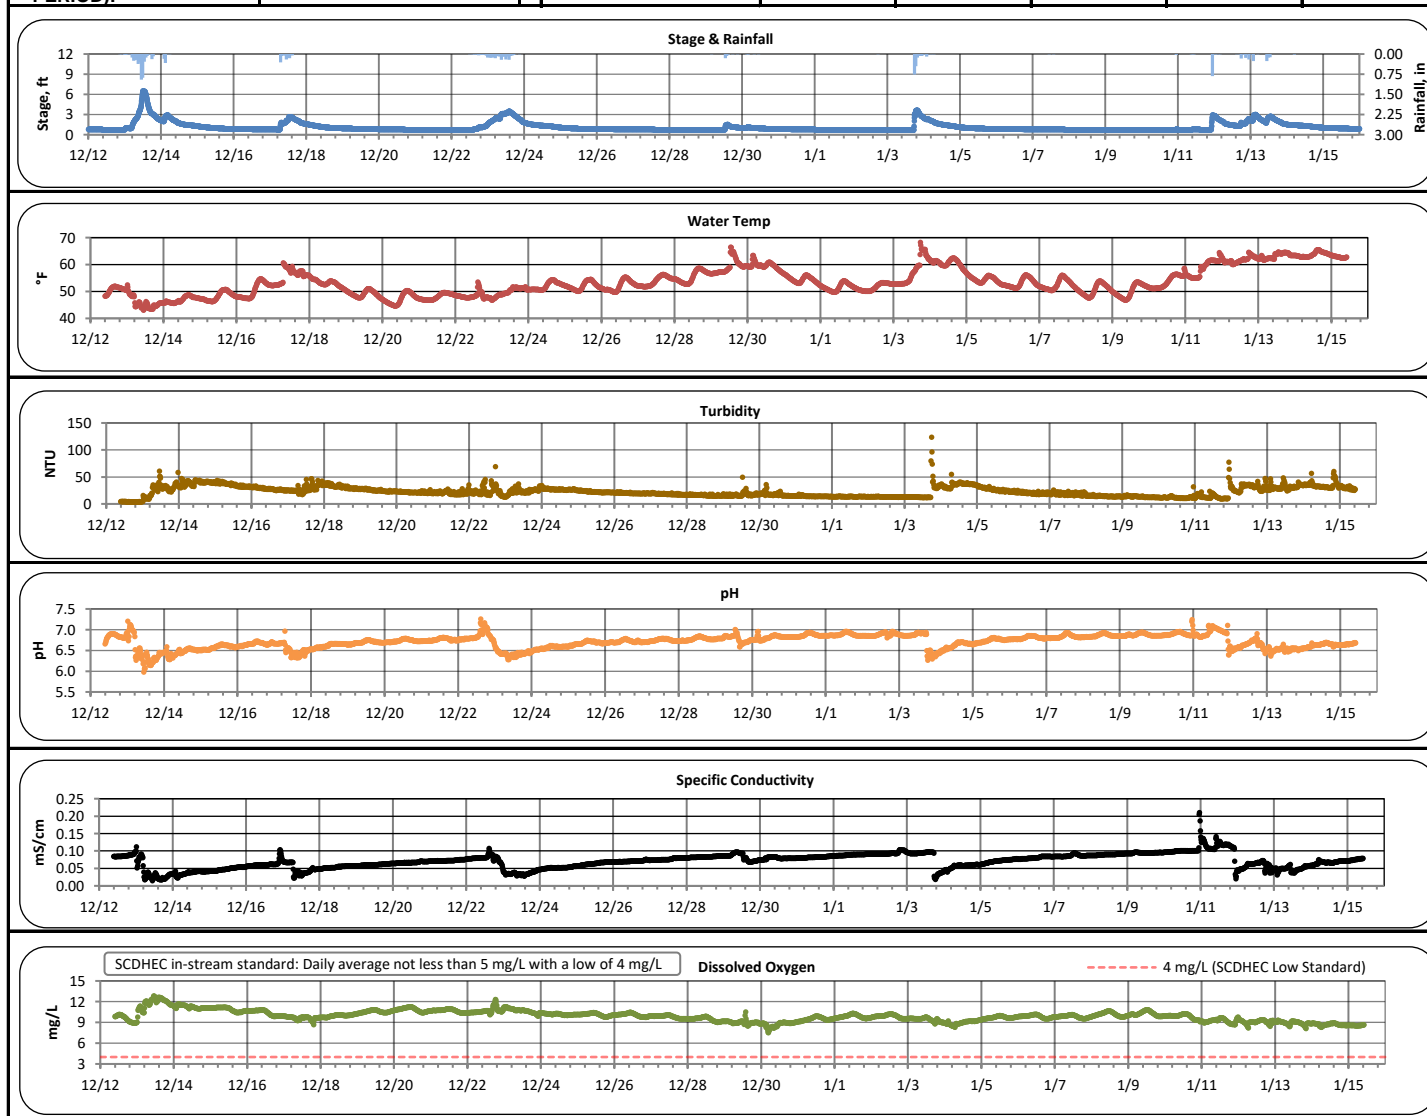 PERIOD):
Stage & Rainfall
12 0.00
9 0.75
6 1.50
3 2.25
0 3.00
Stage, ft
Rainfall, in
12/12 12/14 12/16 12/18 12/20 12/22 12/24 12/26 12/28 12/30 1/1 1/3 1/5 1/7 1/9 1/11 1/13 1/15
Water Temp
70
60
50
40
°F
12/12 12/14 12/16 12/18 12/20 12/22 12/24 12/26 12/28 12/30 1/1 1/3 1/5 1/7 1/9 1/11 1/13 1/15
Turbidity
150
100
50
0
NTU
12/12 12/14 12/16 12/18 12/20 12/22 12/24 12/26 12/28 12/30 1/1 1/3 1/5 1/7 1/9 1/11 1/13 1/15
pH
7.5
7.0
6.5
6.0
5.5
pH
12/12 12/14 12/16 12/18 12/20 12/22 12/24 12/26 12/28 12/30 1/1 1/3 1/5 1/7 1/9 1/11 1/13 1/15
Specific Conductivity
0.25
0.20
0.15
0.10
0.05
0.00
mS/cm
12/12 12/14 12/16 12/18 12/20 12/22 12/24 12/26 12/28 12/30 1/1 1/3 1/5 1/7 1/9 1/11 1/13 1/15
SCDHEC in-stream standard: Daily average not less than 5 mg/L with a low of 4 mg/L
Dissolved Oxygen
4 mg/L (SCDHEC Low Standard)
15
12
9
6
3
mg/L
12/12 12/14 12/16 12/18 12/20 12/22 12/24 12/26 12/28 12/30 1/1 1/3 1/5 1/7 1/9 1/11 1/13 1/15